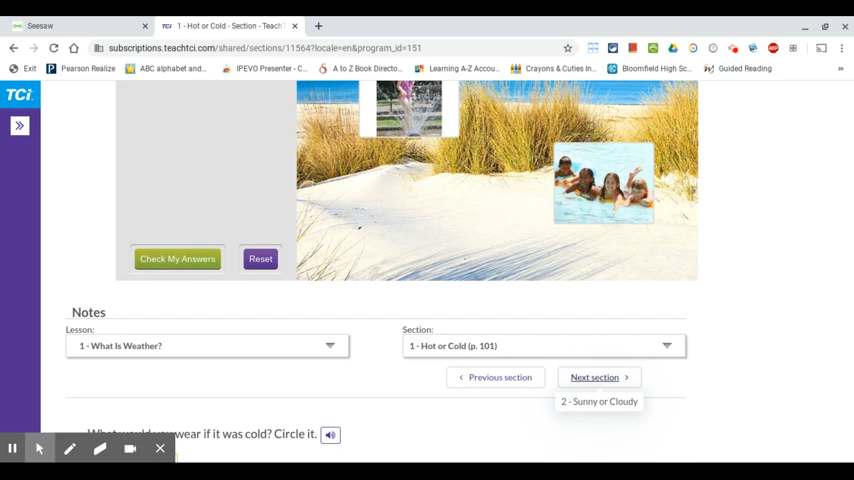 Seesaw
TCi 1 - Hot or Cold - Section - TeachT
subscriptions.teachtci.com/shared/sections/11564?locale=en&program_id=151
Exit Pearson Realize ABC alphabet and... IPEVO Presenter - C... A to Z Book Directo... Learning A-Z Accou... Crayons & Cuties In... Bloomfield High Sc... Guided Reading
TCi
Check My Answers Reset
Notes
Lesson: Section:
1 - What Is Weather? 1 - Hot or Cold (p. 101)
Previous section Next section
2 - Sunny or Cloudy
wear if it was cold? Circle it.